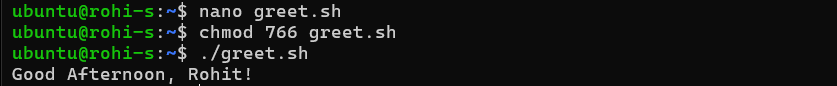 ubuntu@rohi-s:~$ nano greet.sh
ubuntu@rohi-s:~$ chmod 766 greet.sh
ubuntu@rohi-s:~$ ./greet.sh
Good Afternoon, Rohit!